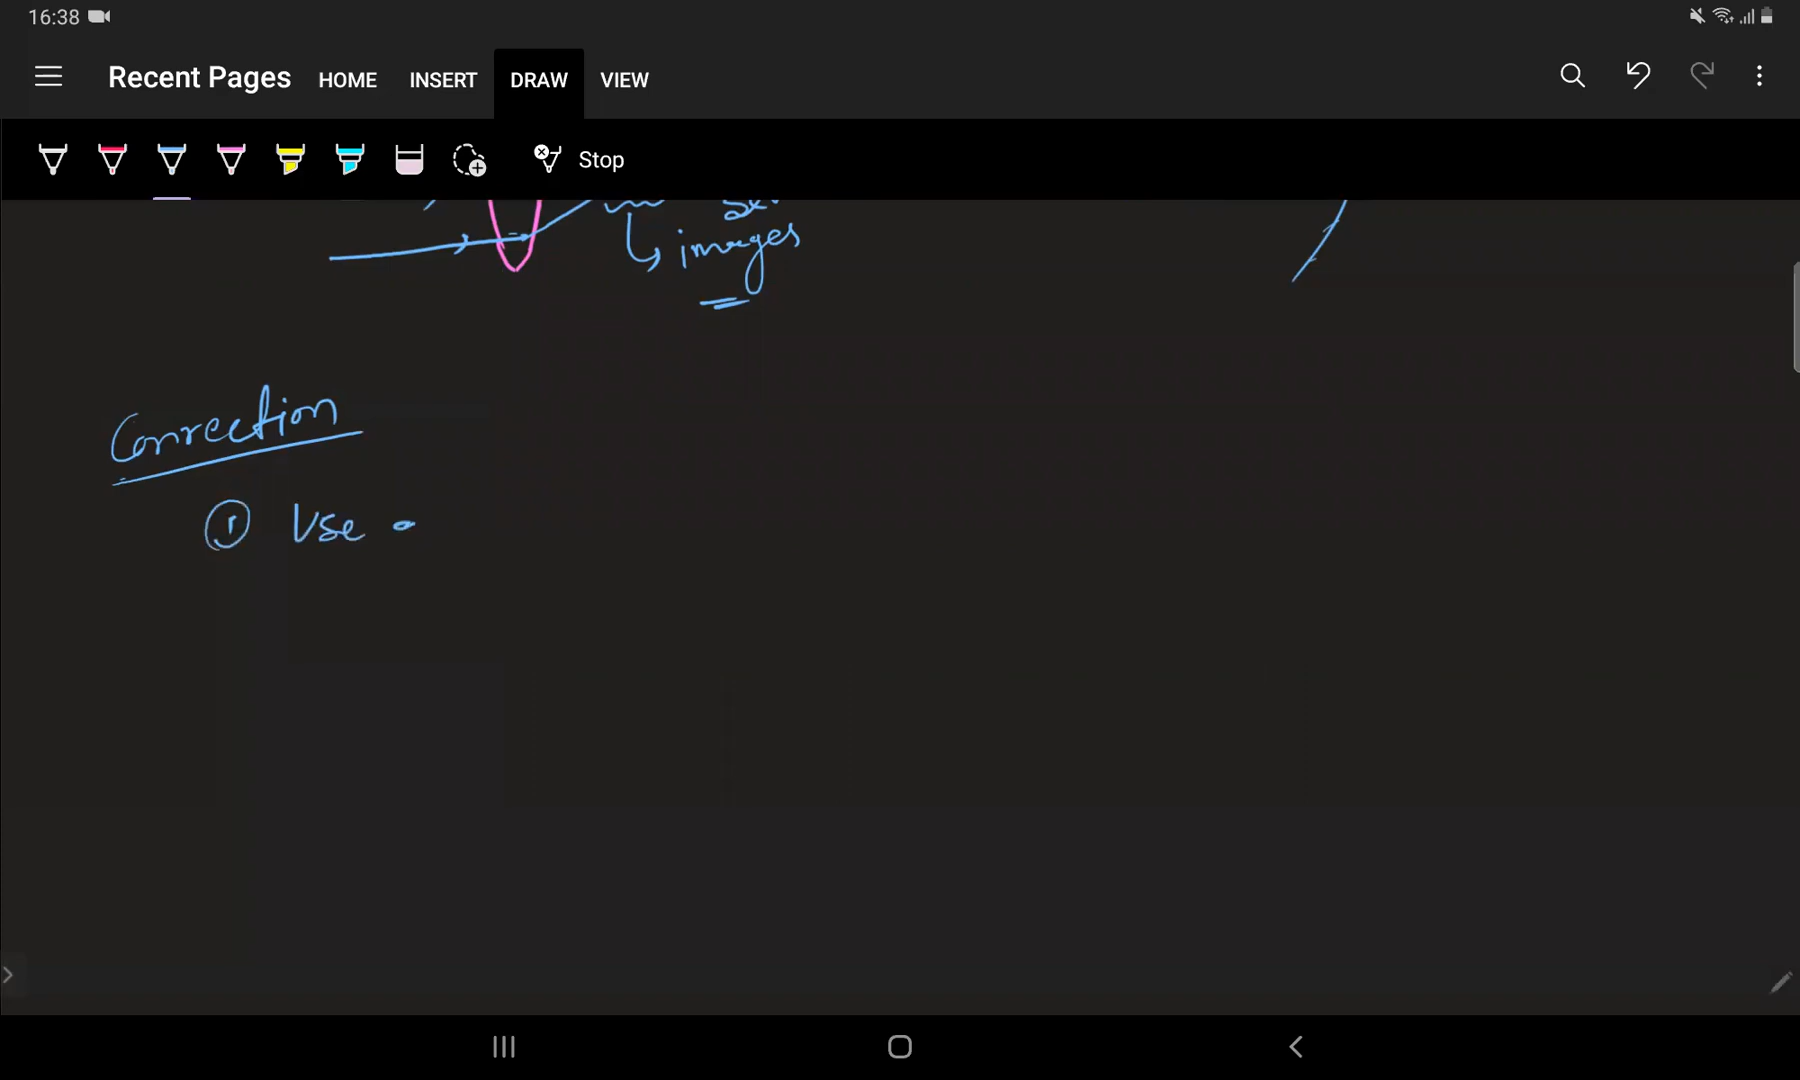 16:38
Recent Pages HOME INSERT DRAW VIEW
Stop
images
Correction
① Use